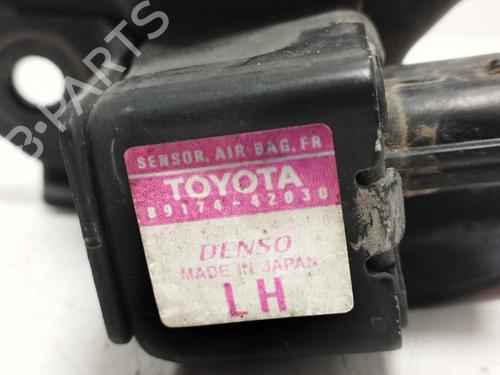 B-PARTS
SENSOR, AIR BAG, FR
TOYOTA
89174-42030
DENSO
MADE IN JAPAN
LH